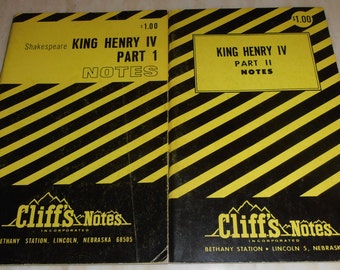 $1.00
Shakespeare KING HENRY IV
PART 1
NOTES
Cliff's Notes
INCORPORATED
BETHANY STATION, LINCOLN, NEBRASKA 68505
$1.00
KING HENRY IV
PART II
NOTES
Cliff's Notes
INCORPORATED
BETHANY STATION • LINCOLN 5, NEBRASKA